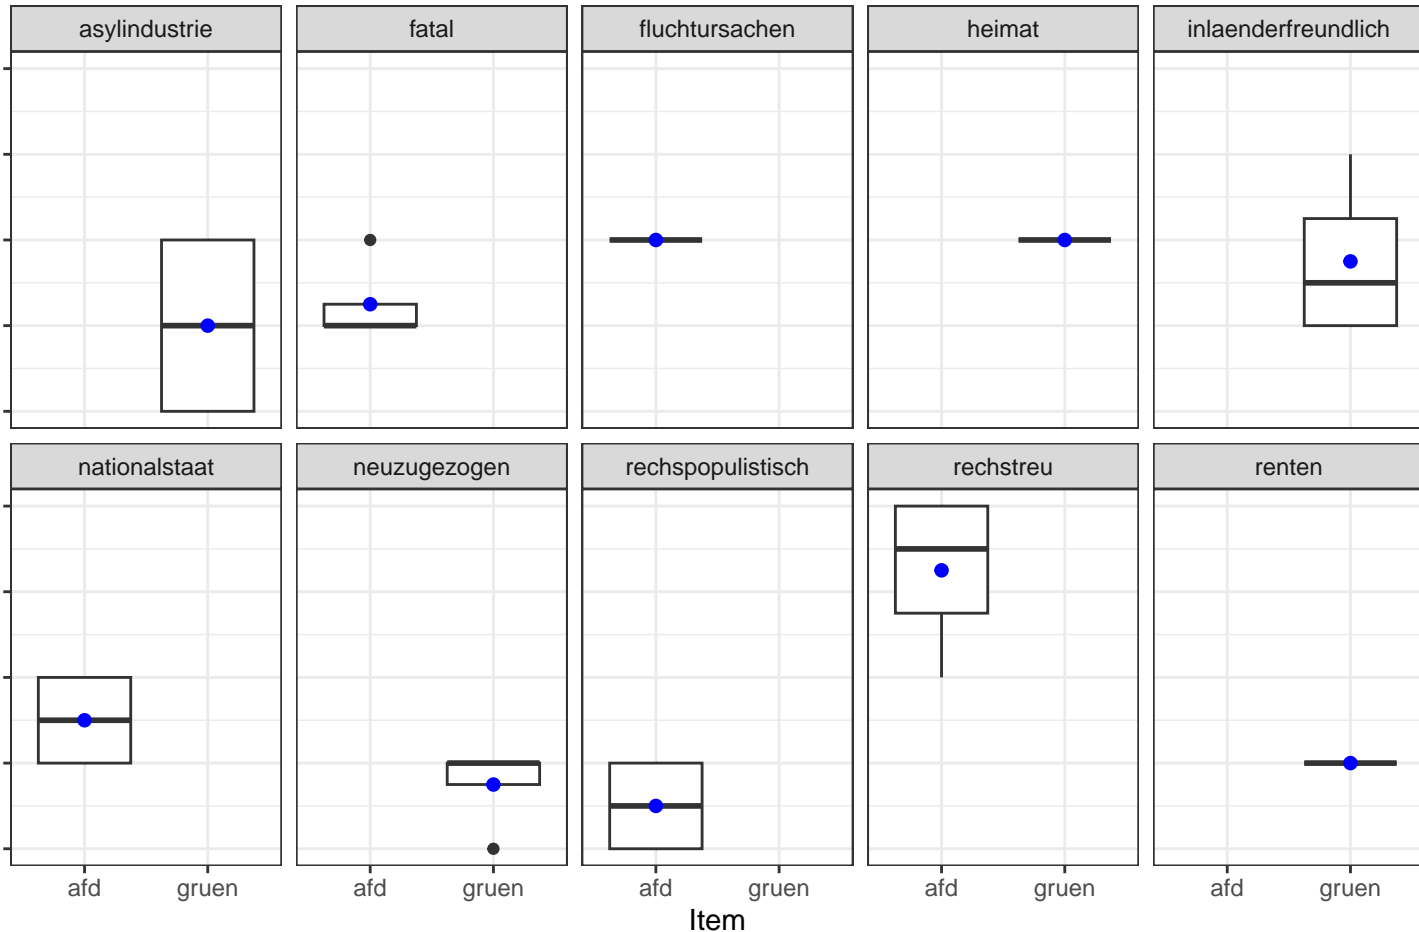 asylindustrie fatal fluchtursachen heimat inlaenderfreundlich
nationalstaat neuzugezogen rechspopulistisch rechstreu renten
afd gruen afd gruen afd gruen afd gruen afd gruen
Item